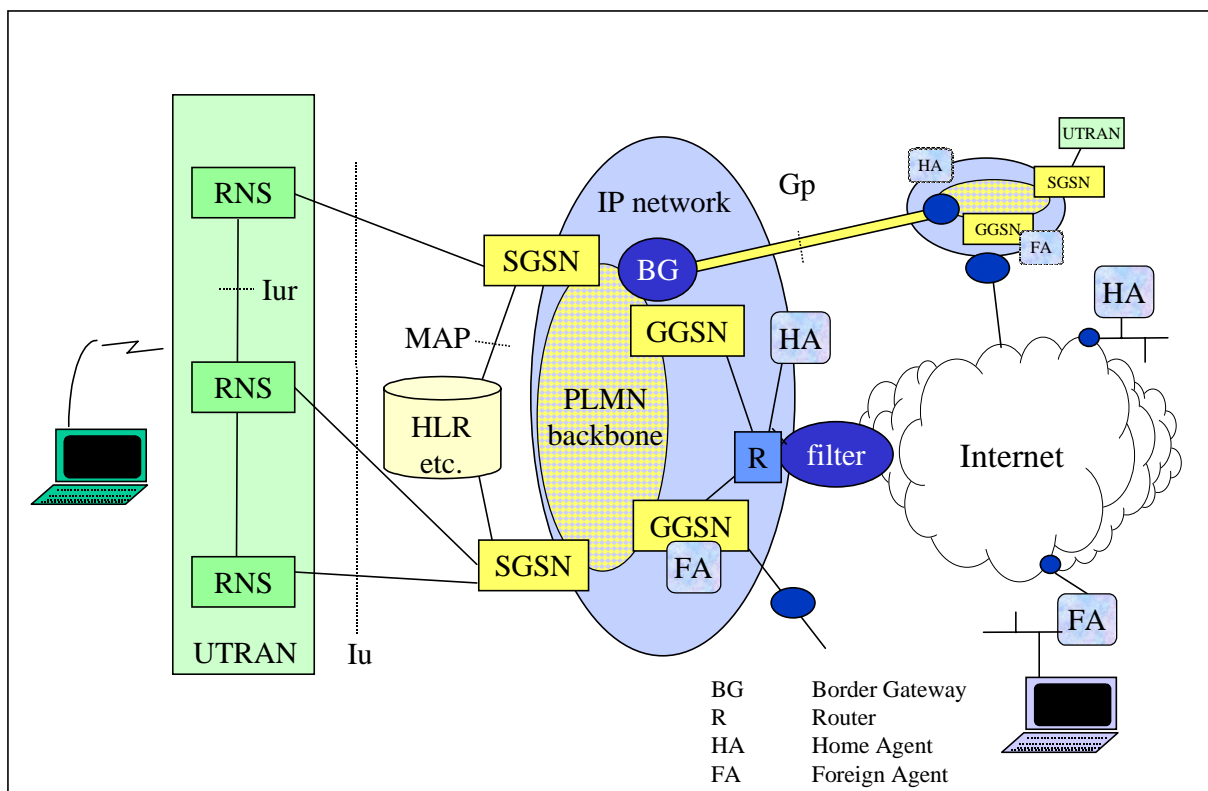 UTRAN
HA
SGSN
Gp
RNS
IP network
GGSN
FA
SGSN
BG
HA
Iur
GGSN
HA
MAP
RNS
PLMN
backbone
HLR
etc.
R
filter
Internet
GGSN
SGSN
FA
RNS
FA
UTRAN
Iu
BG Border Gateway
R Router
HA Home Agent
FA Foreign Agent